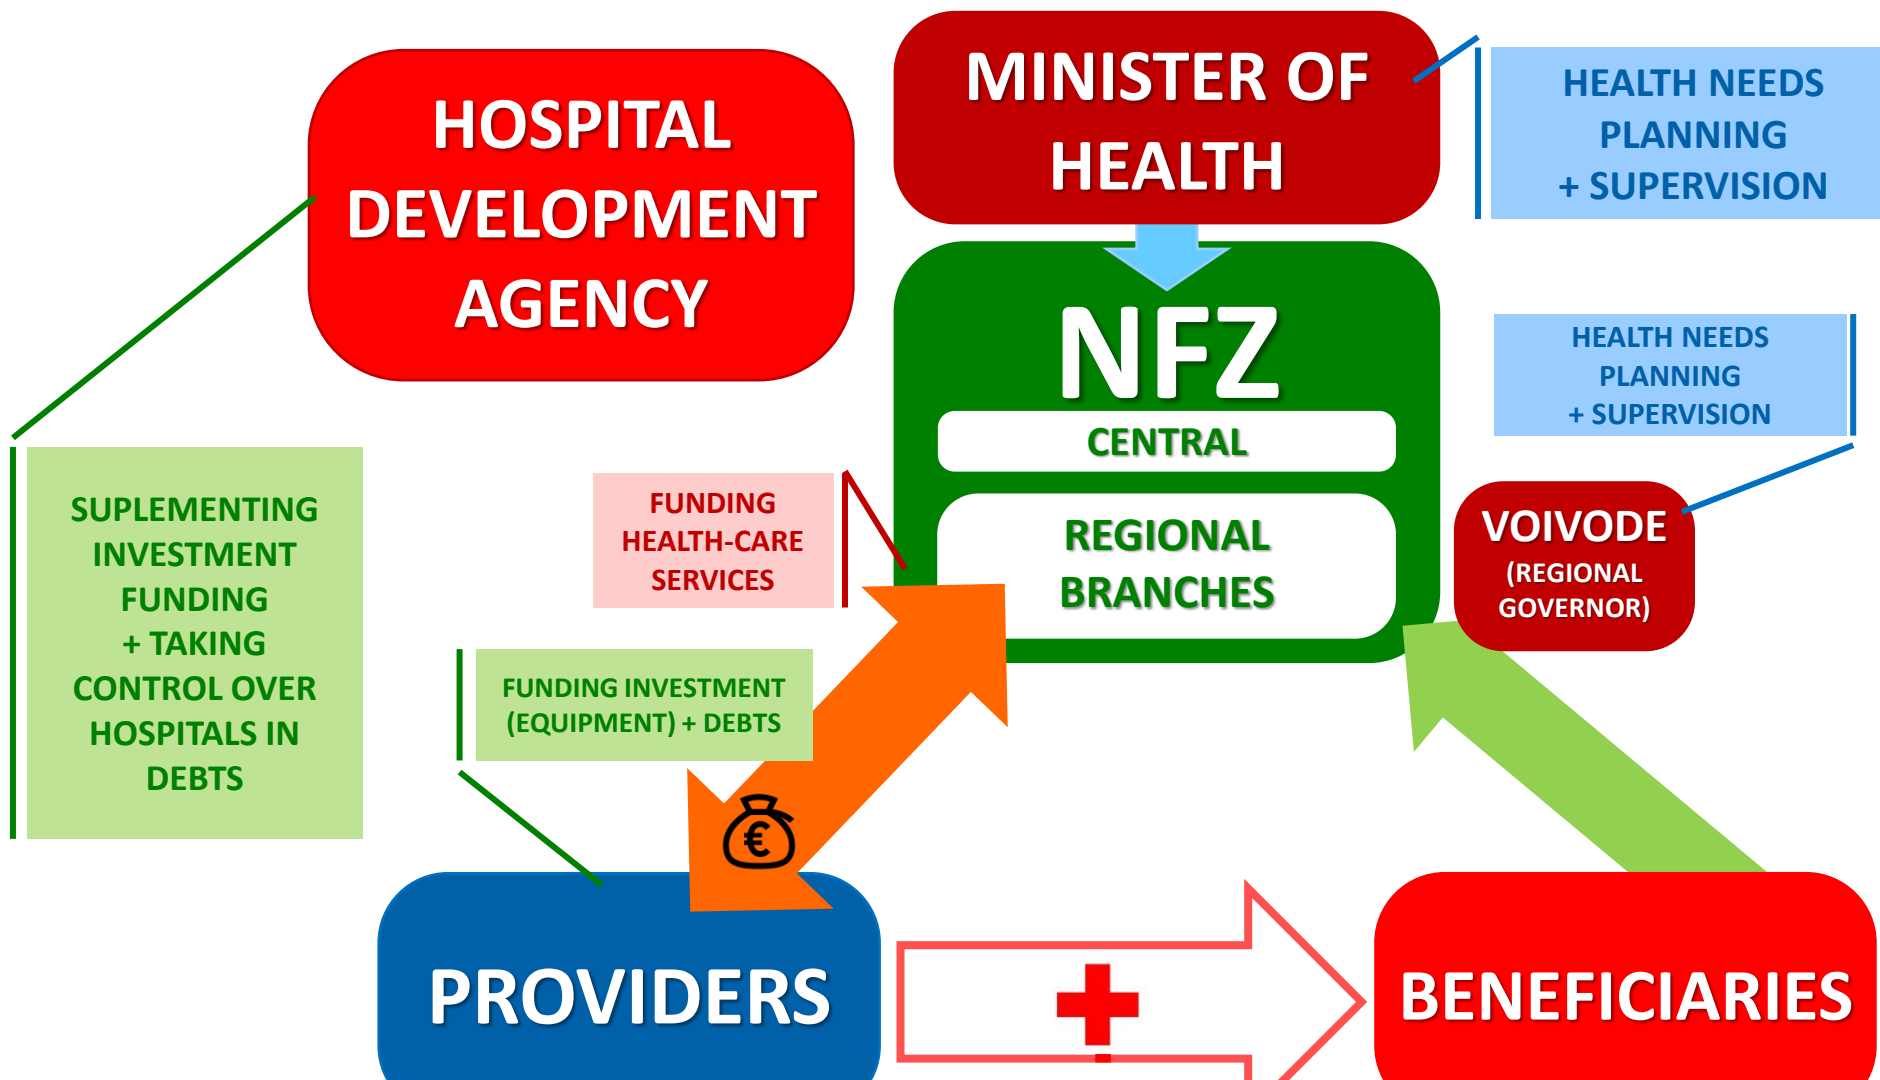 HOSPITAL
DEVELOPMENT
AGENCY
MINISTER OF
HEALTH
HEALTH NEEDS
PLANNING
+ SUPERVISION
NFZ
CENTRAL
REGIONAL
BRANCHES
HEALTH NEEDS
PLANNING
+ SUPERVISION
VOIVODE
(REGIONAL
GOVERNOR)
SUPLEMENTING
INVESTMENT
FUNDING
+ TAKING
CONTROL OVER
HOSPITALS IN
DEBTS
FUNDING
HEALTH-CARE
SERVICES
FUNDING INVESTMENT
(EQUIPMENT) + DEBTS
€
PROVIDERS
BENEFICIARIES